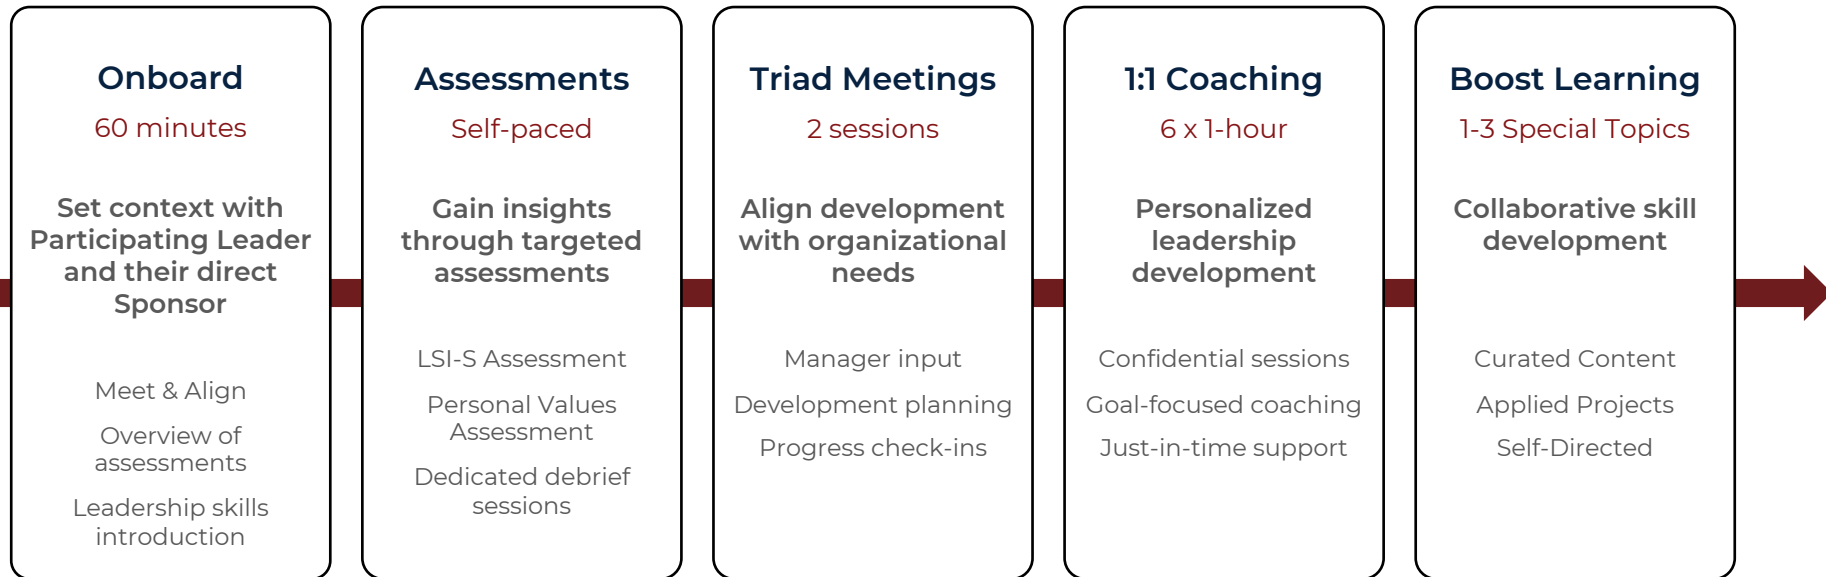 Onboard
60 minutes
Set context with
Participating Leader
and their direct
Sponsor
Meet & Align
Overview of
assessments
Leadership skills
introduction
Assessments
Self-paced
Gain insights
through targeted
assessments
LSI-S Assessment
Personal Values
Assessment
Dedicated debrief
sessions
Triad Meetings
2 sessions
Align development
with organizational
needs
Manager input
Development planning
Progress check-ins
1:1 Coaching
6 x 1-hour
Personalized
leadership
development
Confidential sessions
Goal-focused coaching
Just-in-time support
Boost Learning
1-3 Special Topics
Collaborative skill
development
Curated Content
Applied Projects
Self-Directed